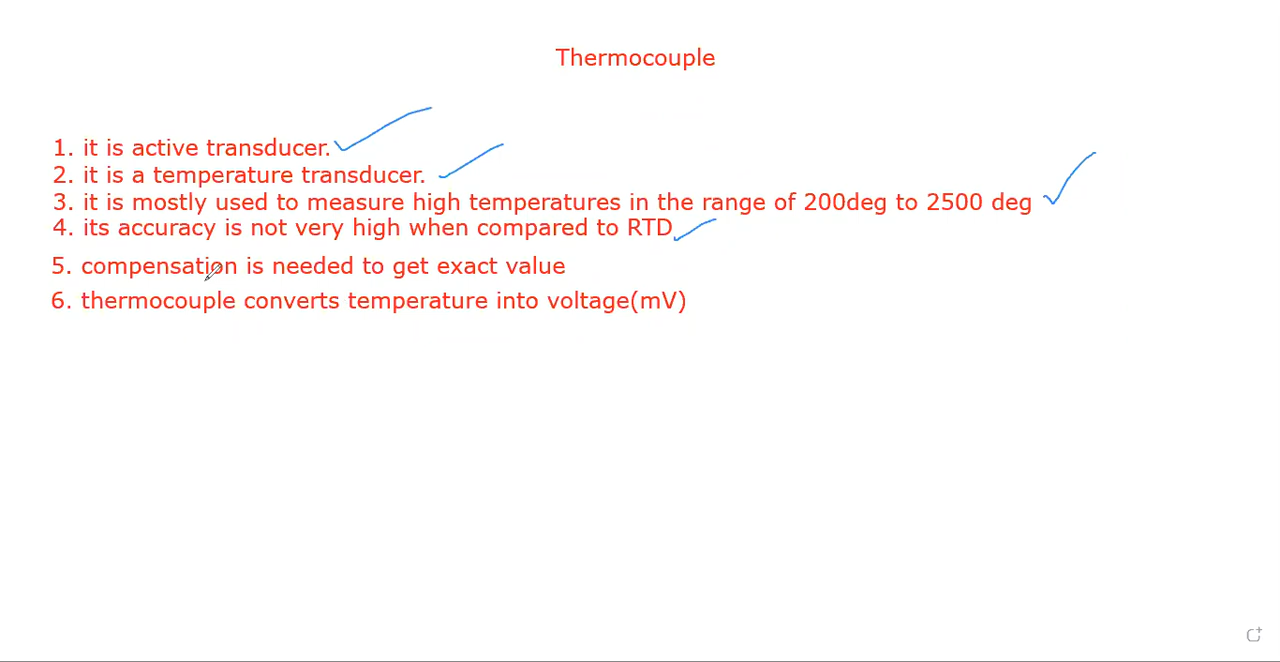 Thermocouple
1. it is active transducer.
2. it is a temperature transducer.
3. it is mostly used to measure high temperatures in the range of 200deg to 2500 deg
4. its accuracy is not very high when compared to RTD
5. compensation is needed to get exact value
6. thermocouple converts temperature into voltage(mV)